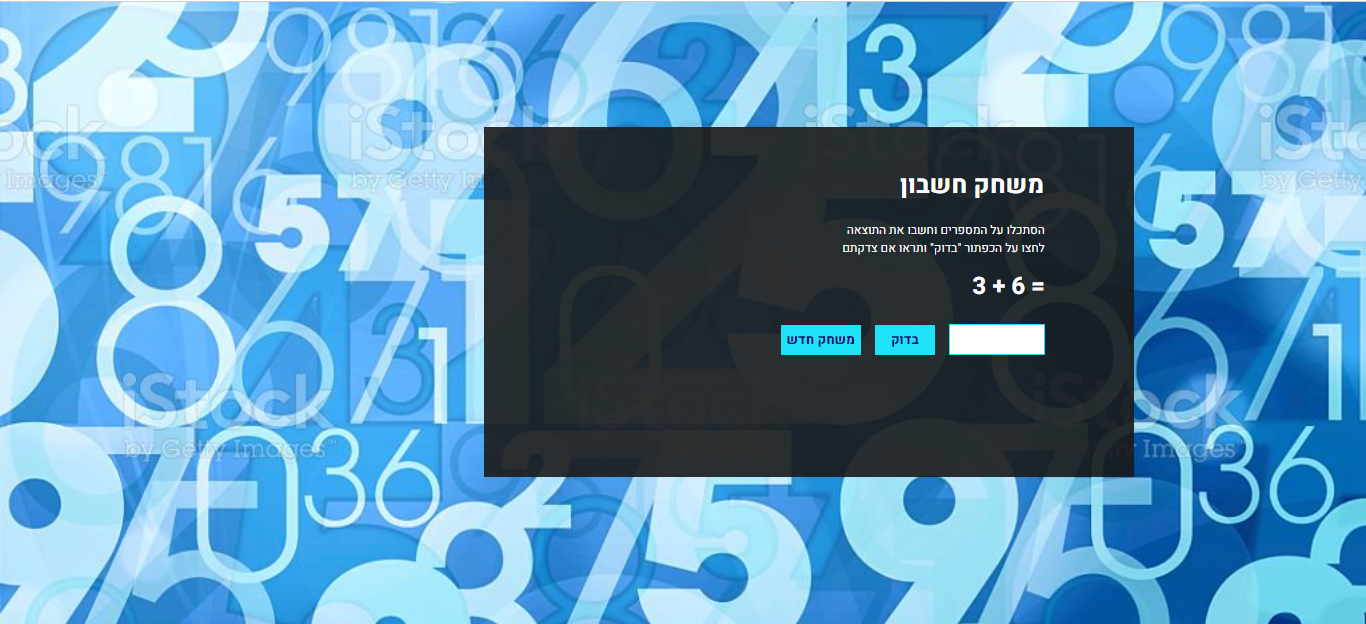 משחק חשבון
הסתכלו על המספרים וחשבו את התוצאה
לחצו על הכפתור "בדוק" ותראו אם צדקתם
3 + 6 =
בדוק
משחק חדש
iStock
by Getty Images™